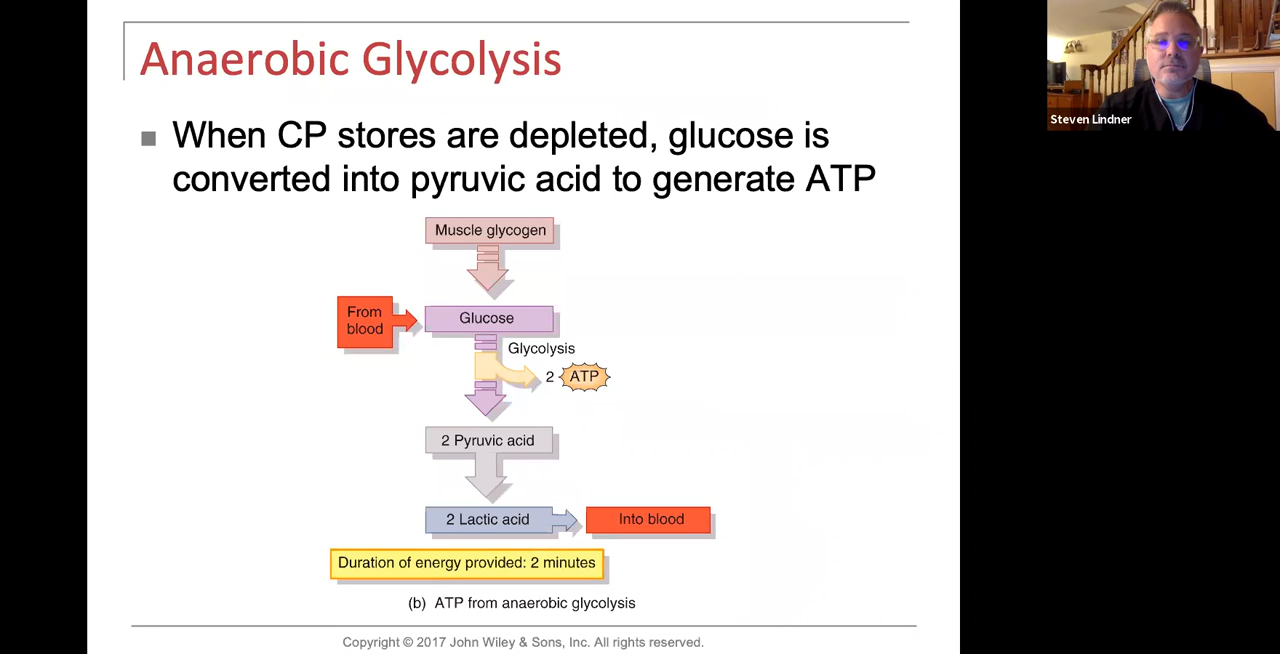 Anaerobic Glycolysis
When CP stores are depleted, glucose is
converted into pyruvic acid to generate ATP
Muscle glycogen
From
blood
Glucose
Glycolysis
2 ATP
2 Pyruvic acid
2 Lactic acid
Into blood
Duration of energy provided: 2 minutes
(b) ATP from anaerobic glycolysis
Copyright © 2017 John Wiley & Sons, Inc. All rights reserved.
Steven Lindner